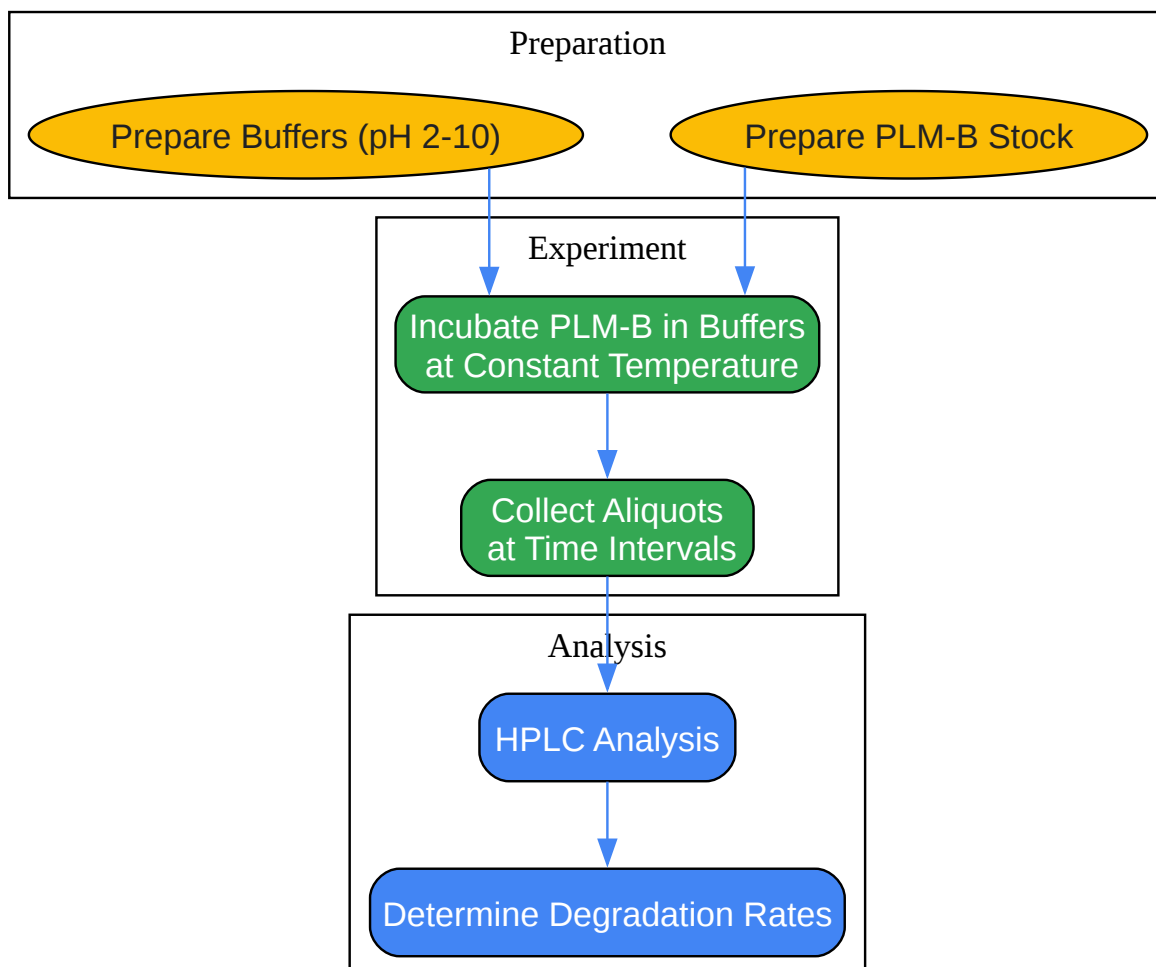 Preparation
Prepare Buffers (pH 2-10)
Prepare PLM-B Stock
Experiment
Incubate PLM-B in Buffers
at Constant Temperature
Collect Aliquots
at Time Intervals
Analysis
HPLC Analysis
Determine Degradation Rates